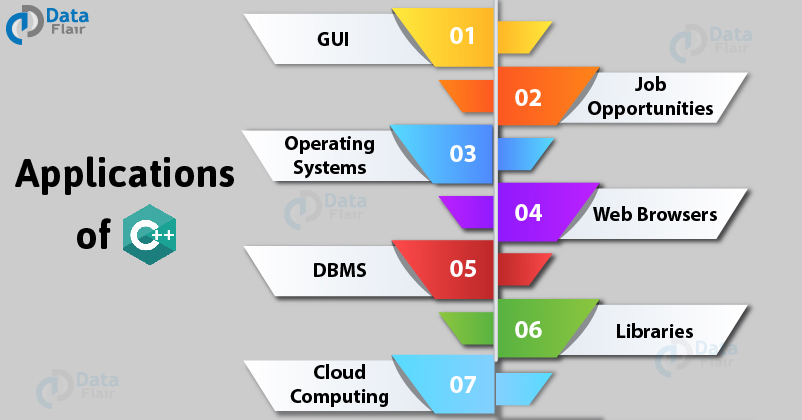 Data
Flair
Applications
of C++
GUI
01
02
Job
Opportunities
Operating
Systems
03
04
Web Browsers
DBMS
05
06
Libraries
Cloud
Computing
07
Data
Flair
Data
Flair
Data
Flair
Data
Flair